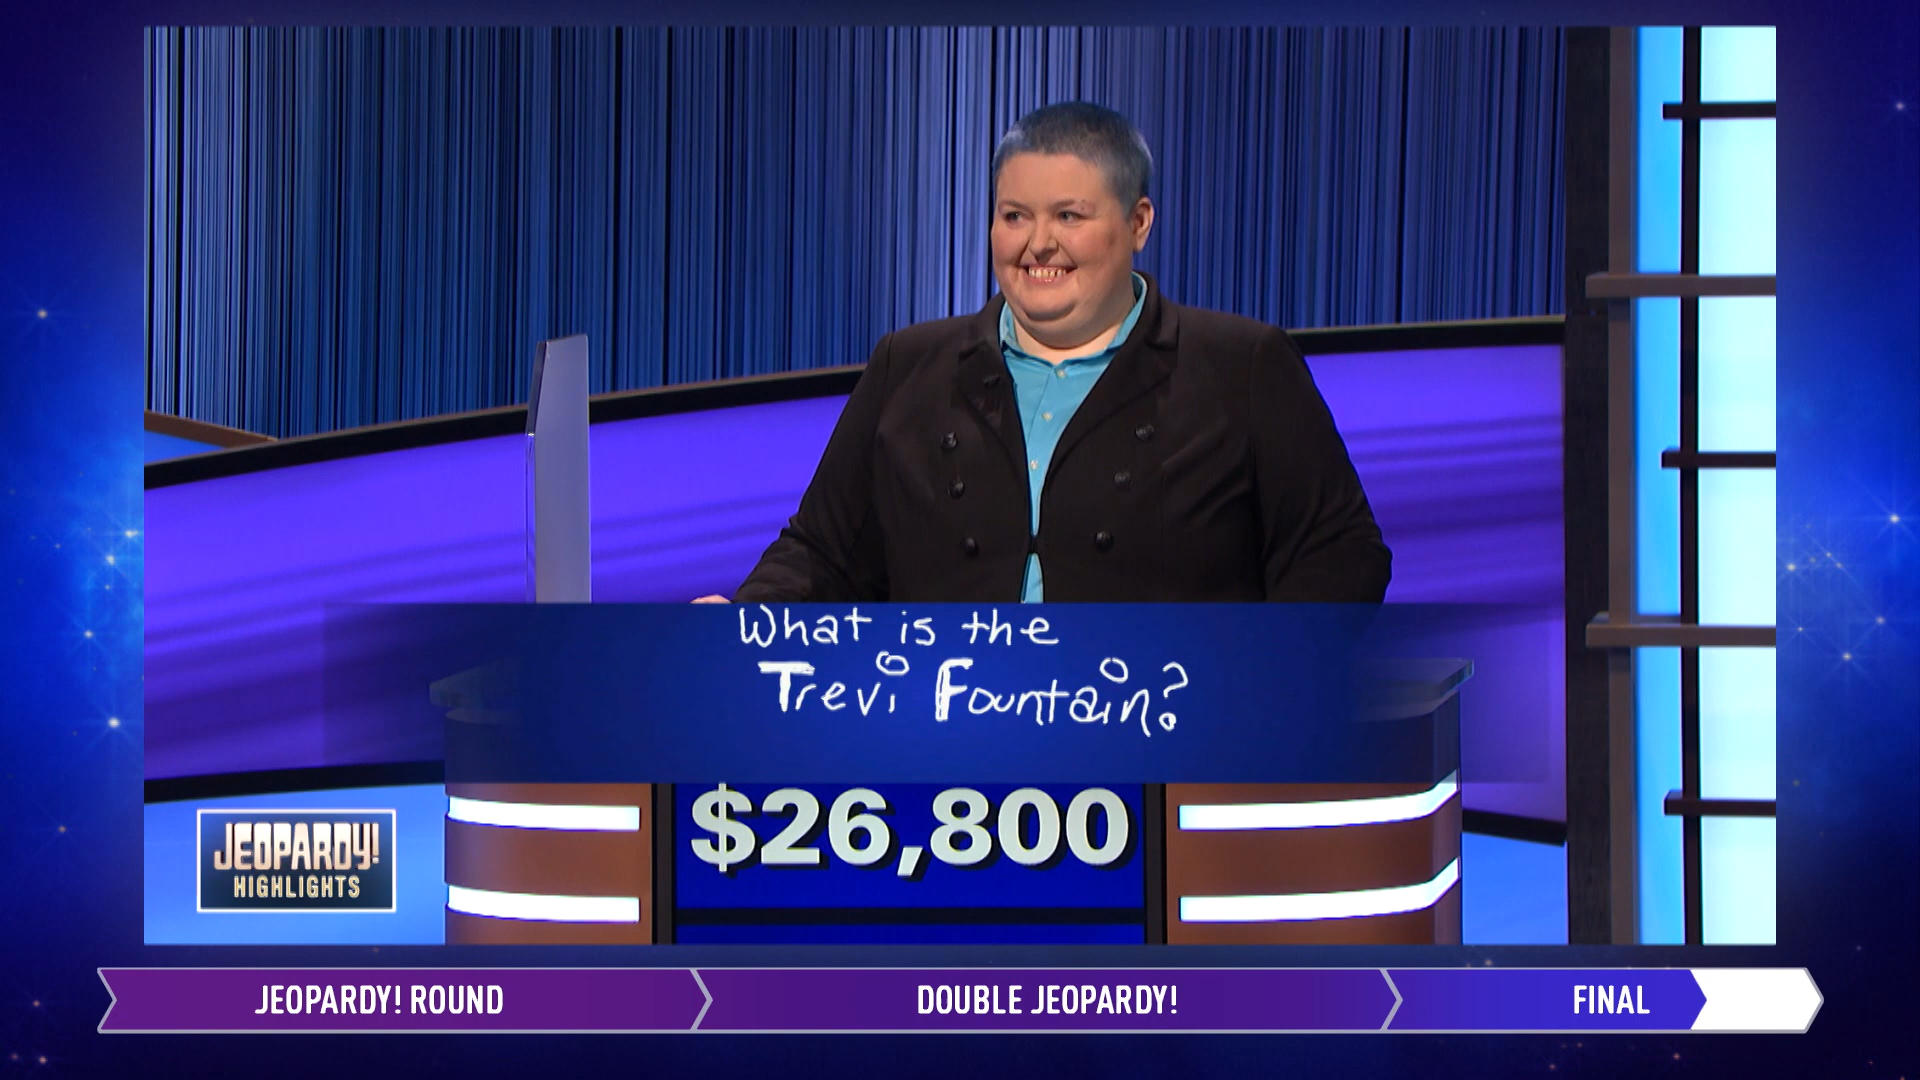 What is the
Trevi Fountain?
$26,800
JEOPARDY!
HIGHLIGHTS
JEOPARDY! ROUND
DOUBLE JEOPARDY!
FINAL